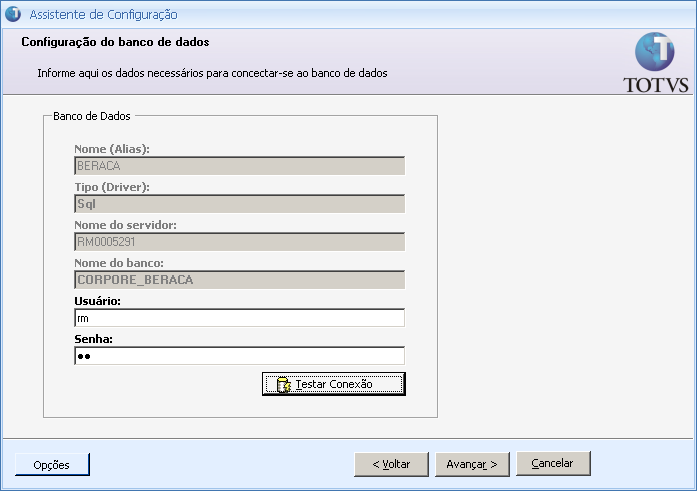 Assistente de Configuração
Configuração do banco de dados
Informe aqui os dados necessários para concectar-se ao banco de dados
TOTVS
Banco de Dados
Nome (Alias):
BERACA
Tipo (Driver):
Sql
Nome do servidor:
RM0005291
Nome do banco:
CORPORE_BERACA
Usuário:
rm
Senha:
●●
Testar Conexão
Opções
< Voltar
Avançar >
Cancelar